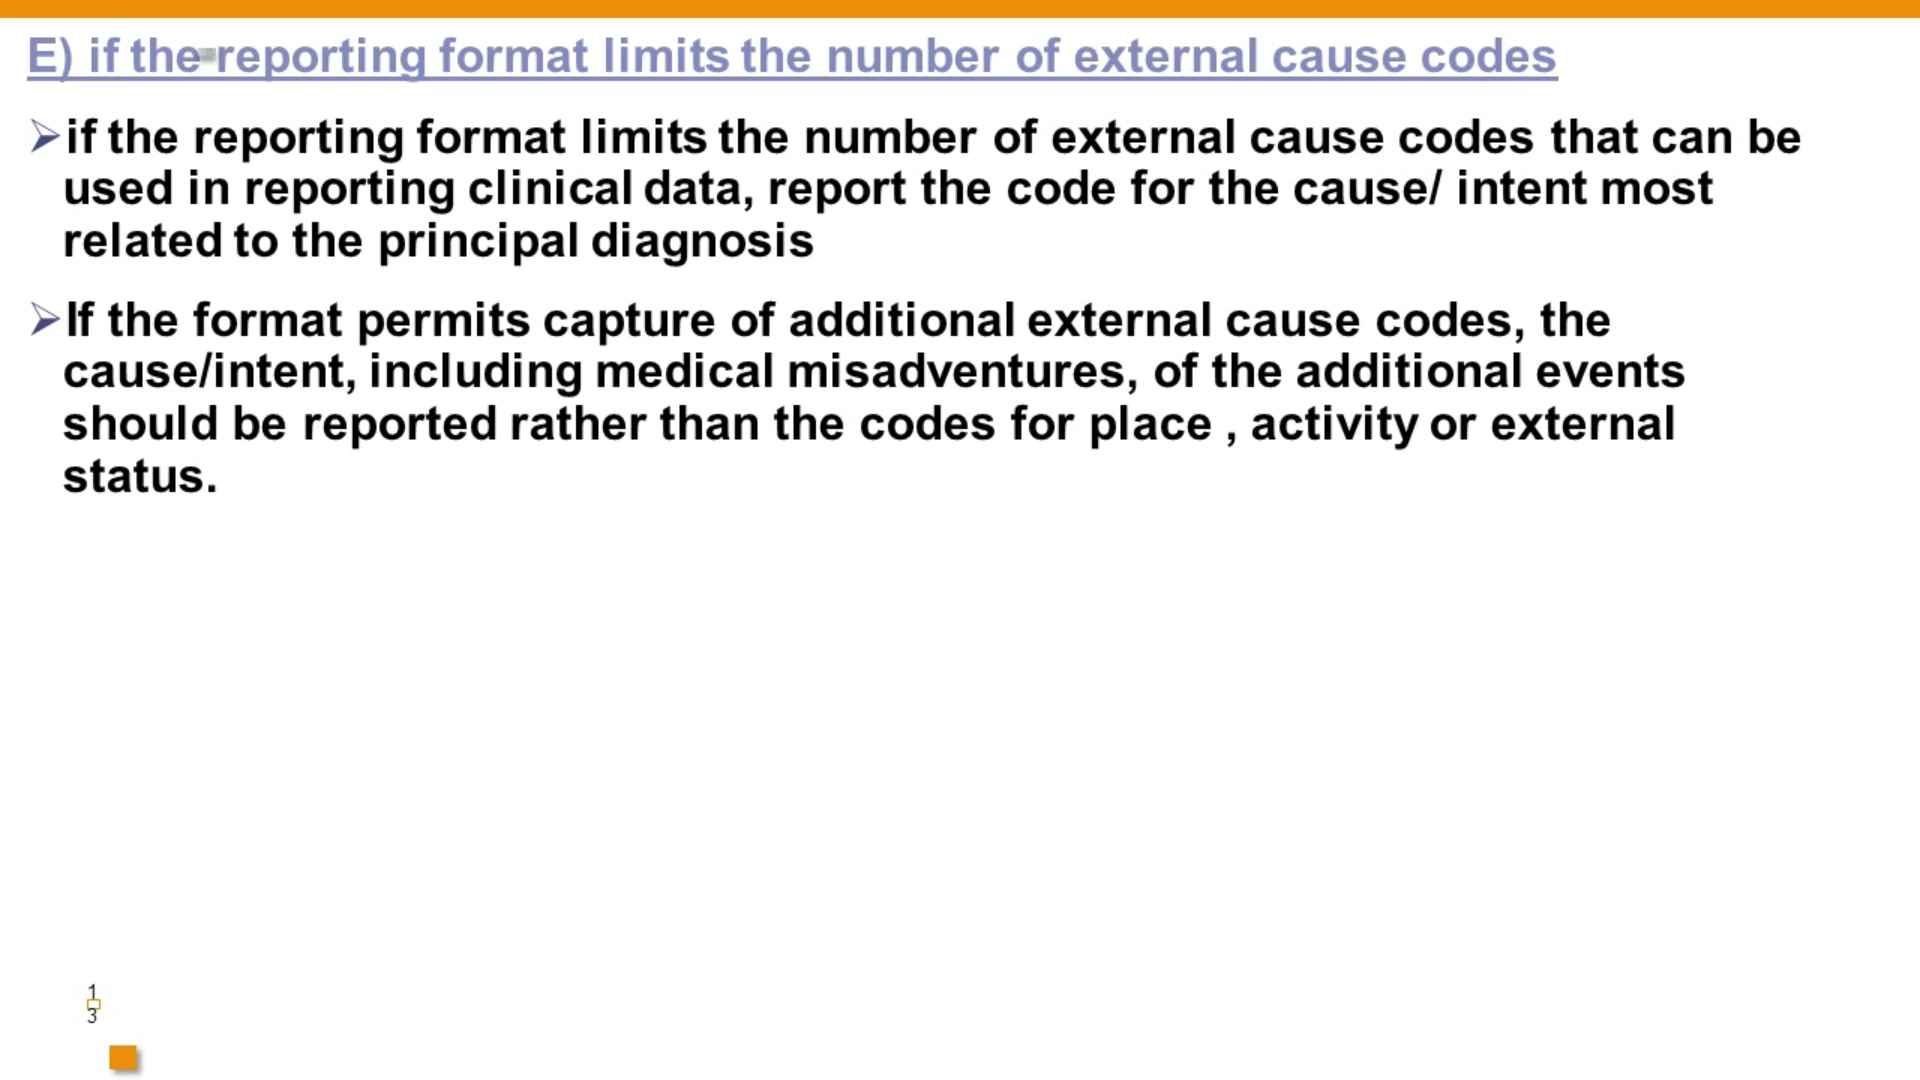 E) if the reporting format limits the number of external cause codes
if the reporting format limits the number of external cause codes that can be
used in reporting clinical data, report the code for the cause/ intent most
related to the principal diagnosis
If the format permits capture of additional external cause codes, the
cause/intent, including medical misadventures, of the additional events
should be reported rather than the codes for place , activity or external
status.
1
3